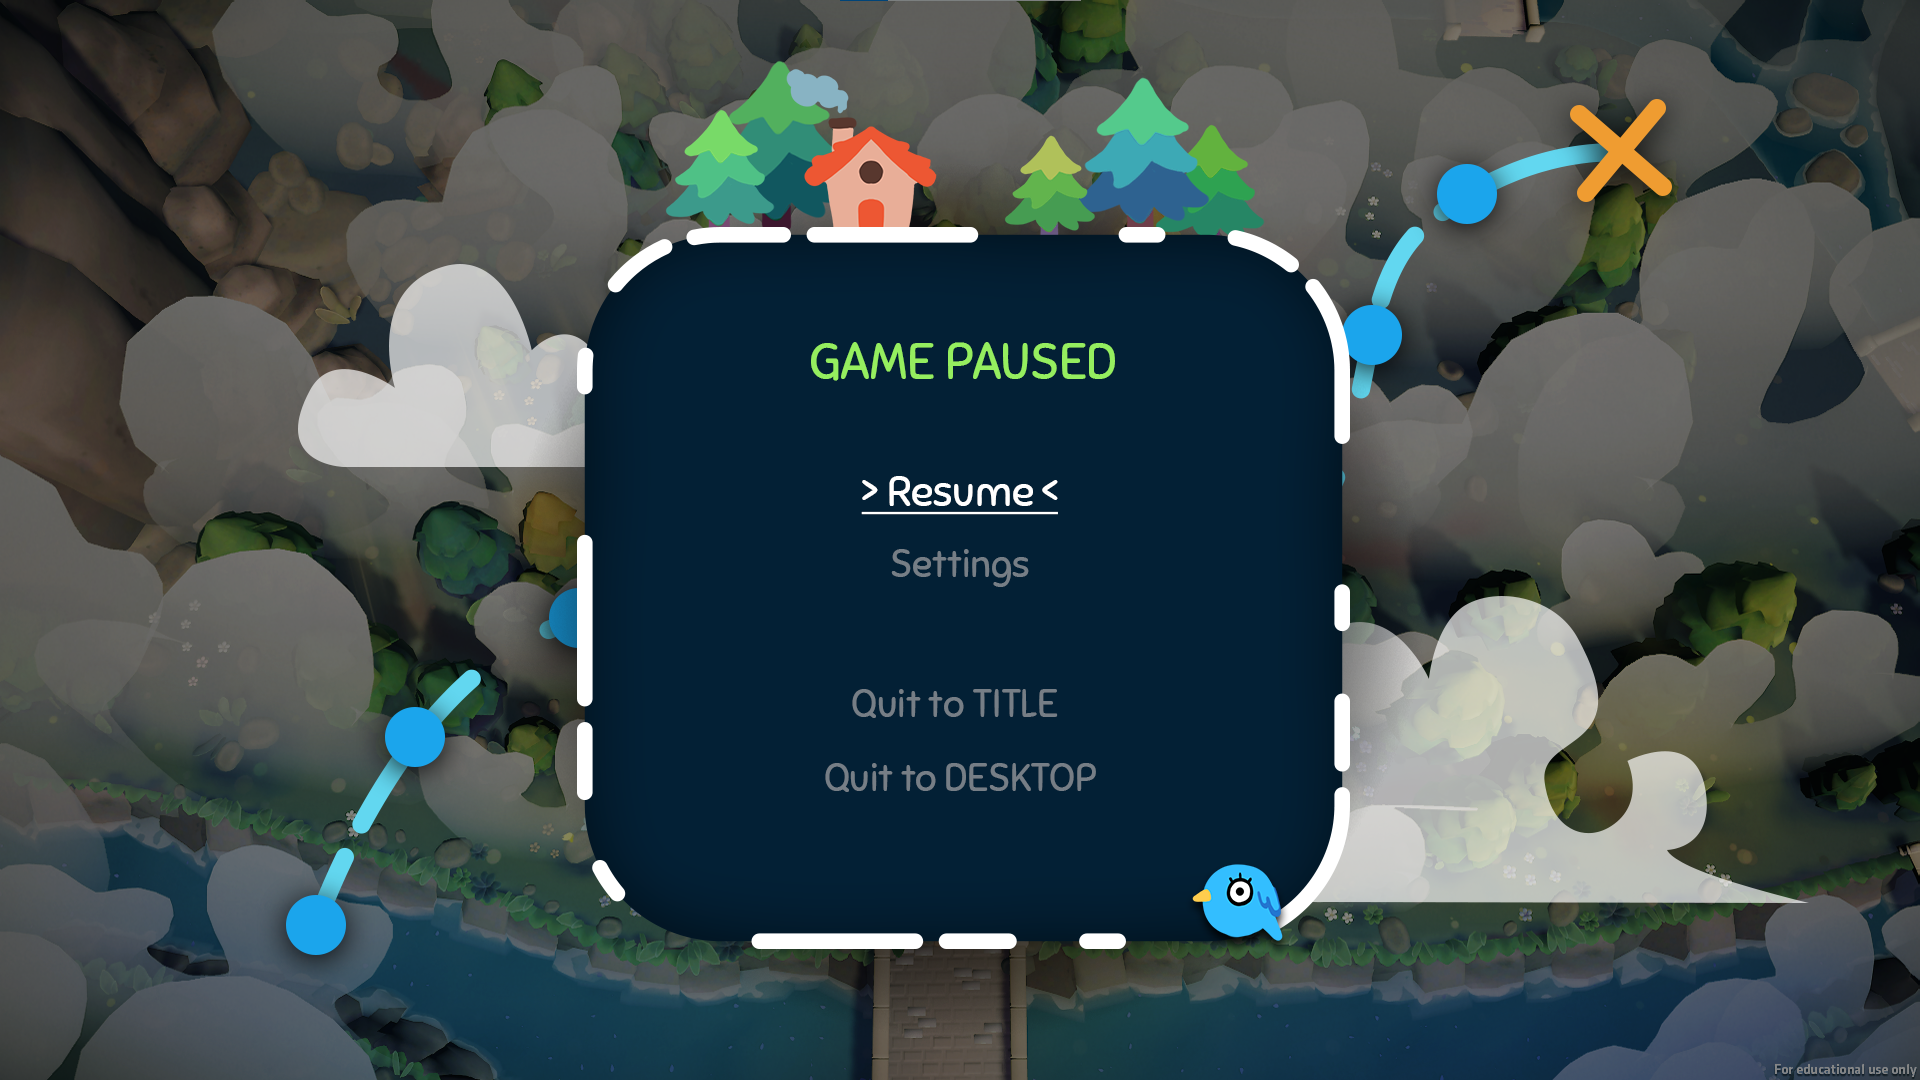 GAME PAUSED
> Resume <
Settings
Quit to TITLE
Quit to DESKTOP
For educational use only